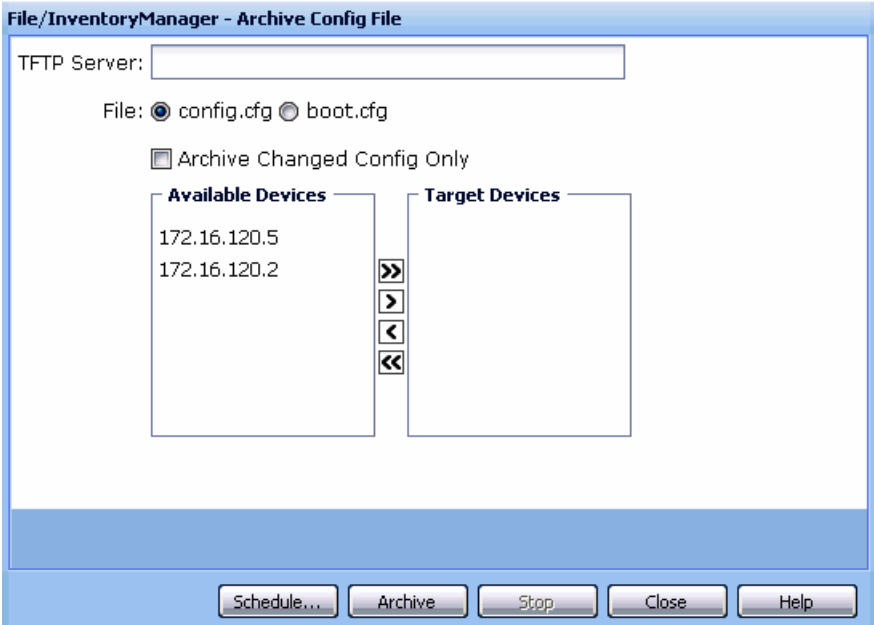 File/InventoryManager - Archive Config File
TFTP Server:
File: config.cfg boot.cfg
Archive Changed Config Only
Available Devices
172.16.120.5
172.16.120.2
Target Devices
Schedule... Archive Stop Close Help